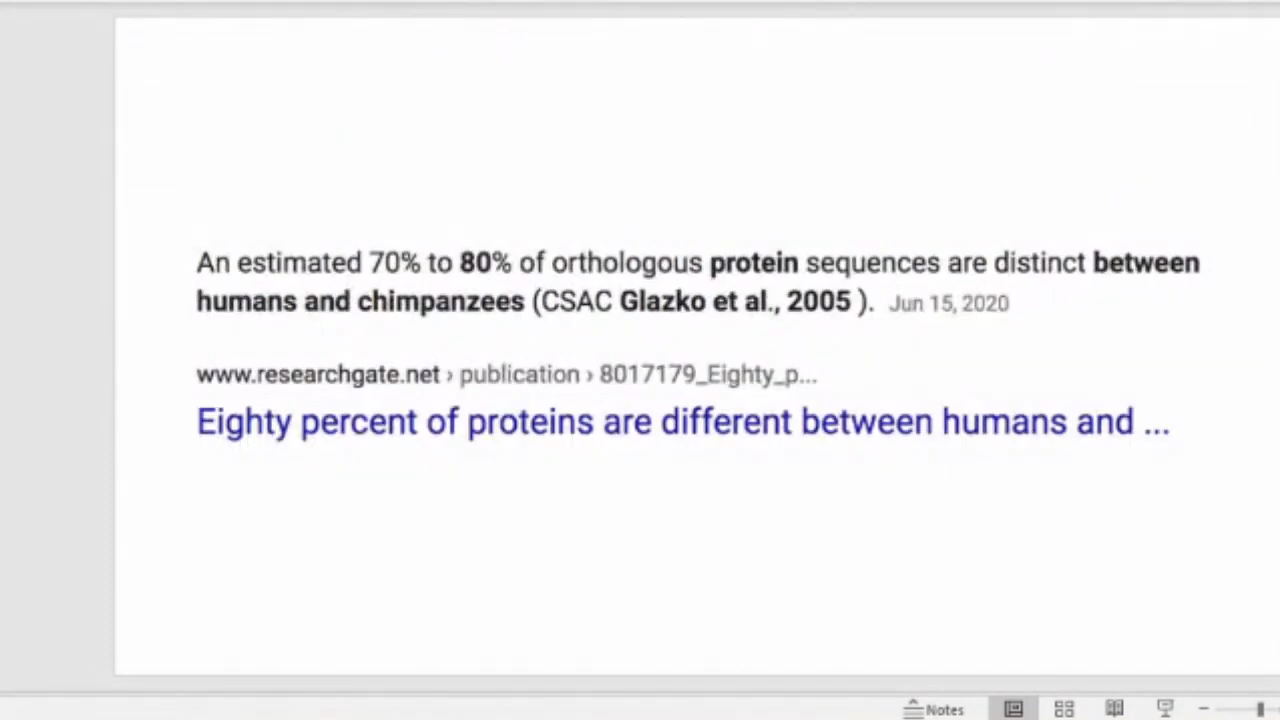 An estimated 70% to 80% of orthologous protein sequences are distinct between
humans and chimpanzees (CSAC Glazko et al., 2005 ). Jun 15, 2020
www.researchgate.net › publication › 8017179_Eighty_p...
Eighty percent of proteins are different between humans and ...
Notes